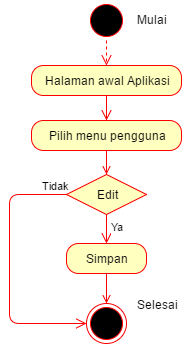 Mulai
Halaman awal Aplikasi
Pilih menu pengguna
Edit
Tidak
Ya
Simpan
Selesai